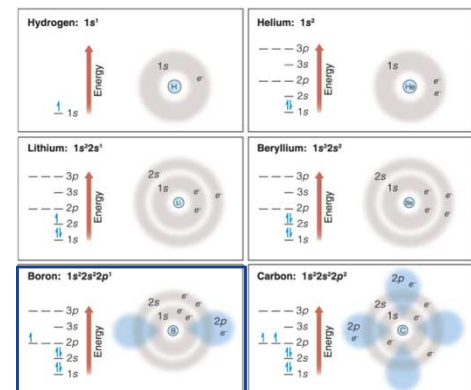 Hydrogen: 1s¹
Energy
1s
1s
H
e⁻
Helium: 1s²
3p
3s
2p
2s
1s
Energy
1s
He
e⁻
e⁻
Lithium: 1s²2s¹
3p
3s
2p
2s
1s
Energy
2s
1s
Li
e⁻
e⁻
e⁻
Beryllium: 1s²2s²
3p
3s
2p
2s
1s
Energy
2s
1s
Be
e⁻
e⁻
e⁻
e⁻
Boron: 1s²2s²2p¹
3p
3s
2p
2s
1s
Energy
2s
1s
B
2p
e⁻
e⁻
e⁻
e⁻
e⁻
Carbon: 1s²2s²2p²
3p
3s
2p
2s
1s
Energy
2p
e⁻
2s
1s
C
2p
e⁻
e⁻
e⁻
e⁻
e⁻